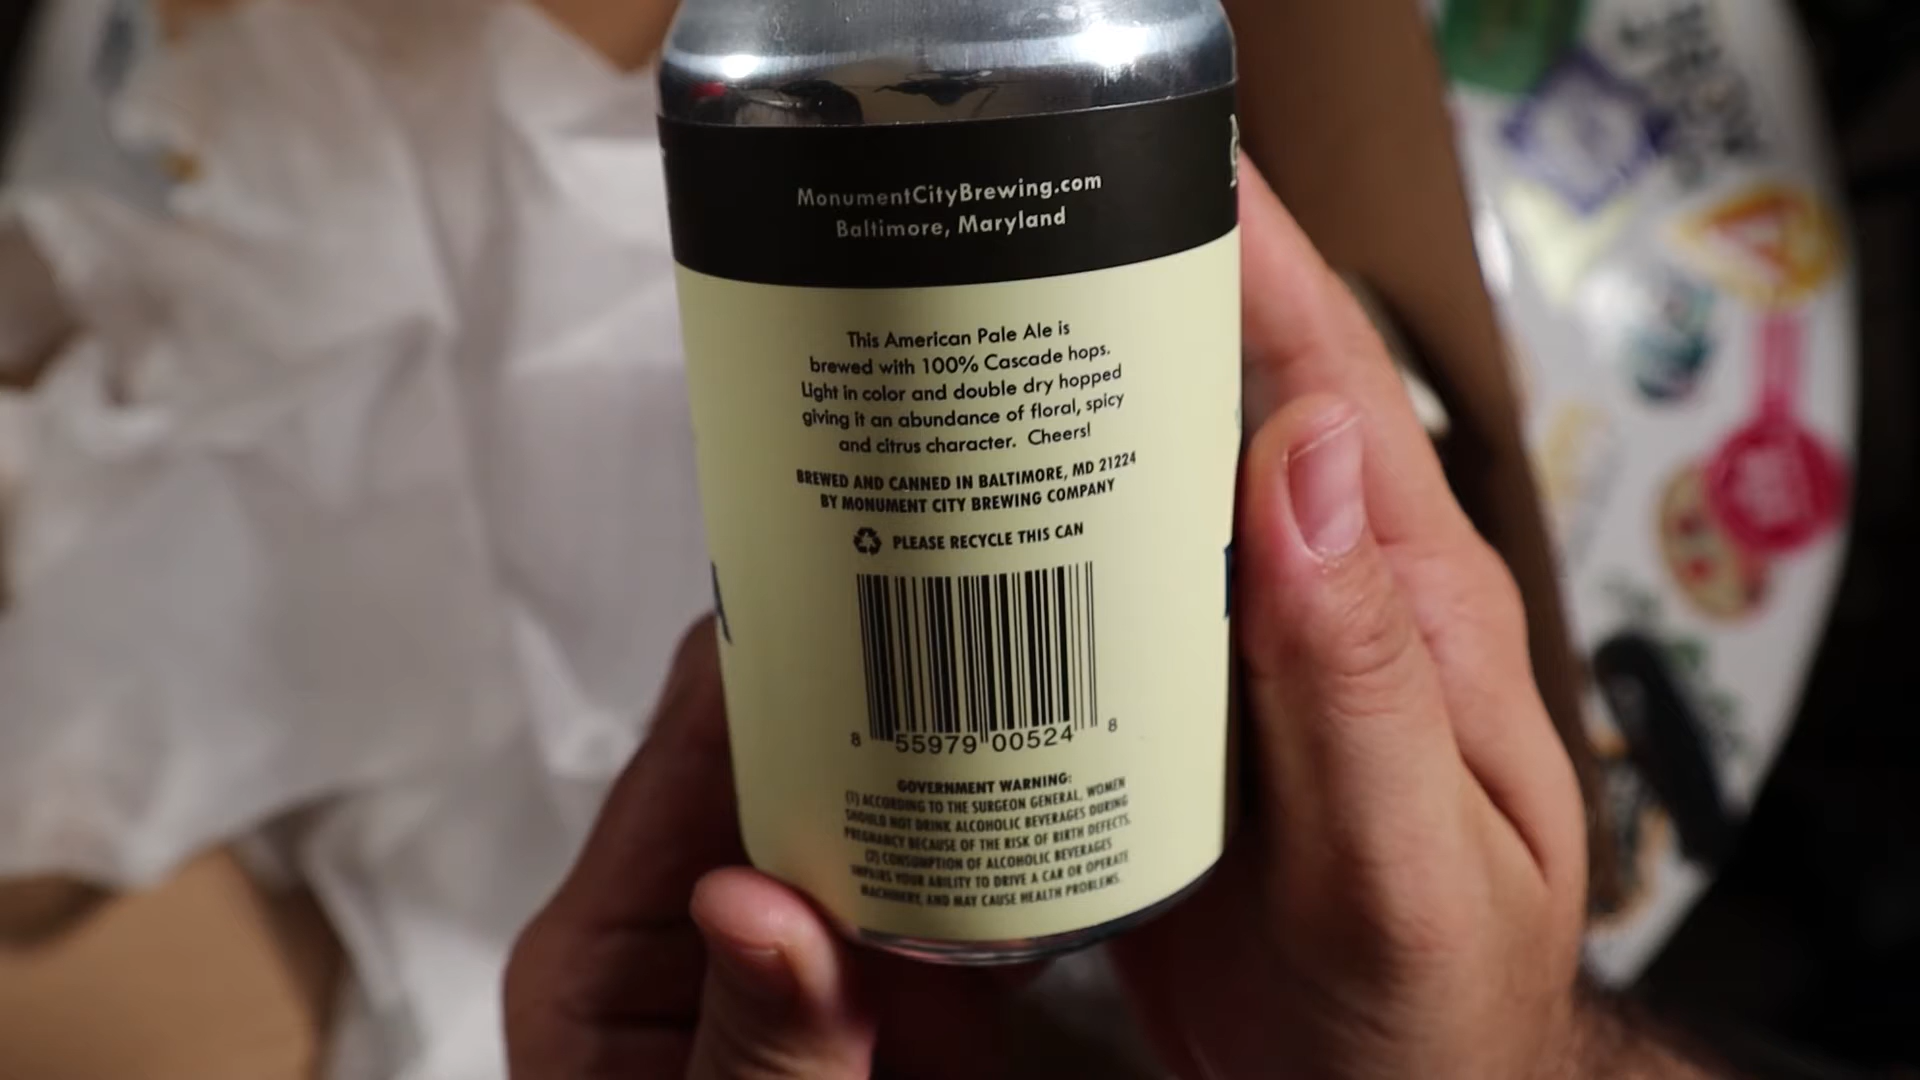 MonumentCityBrewing.com
Baltimore, Maryland
This American Pale Ale is
brewed with 100% Cascade hops.
Light in color and double dry hopped
giving it an abundance of floral, spicy
and citrus character. Cheers!
BREWED AND CANNED IN BALTIMORE, MD 21224
BY MONUMENT CITY BREWING COMPANY
PLEASE RECYCLE THIS CAN
8 55979 00524 8
GOVERNMENT WARNING:
(1) ACCORDING TO THE SURGEON GENERAL, WOMEN
SHOULD NOT DRINK ALCOHOLIC BEVERAGES DURING
PREGNANCY BECAUSE OF THE RISK OF BIRTH DEFECTS.
(2) CONSUMPTION OF ALCOHOLIC BEVERAGES
IMPAIRS YOUR ABILITY TO DRIVE A CAR OR OPERATE
MACHINERY, AND MAY CAUSE HEALTH PROBLEMS.